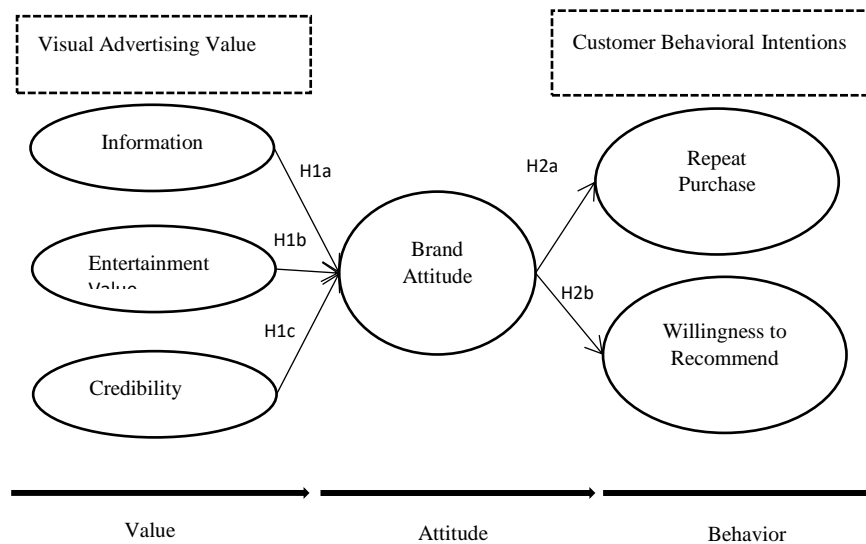 Visual Advertising Value
Customer Behavioral Intentions
Information
H1a
H2a
Repeat
Purchase
Entertainment
Value
H1b
Brand
Attitude
H2b
H1c
Credibility
Willingness to
Recommend
Value
Attitude
Behavior